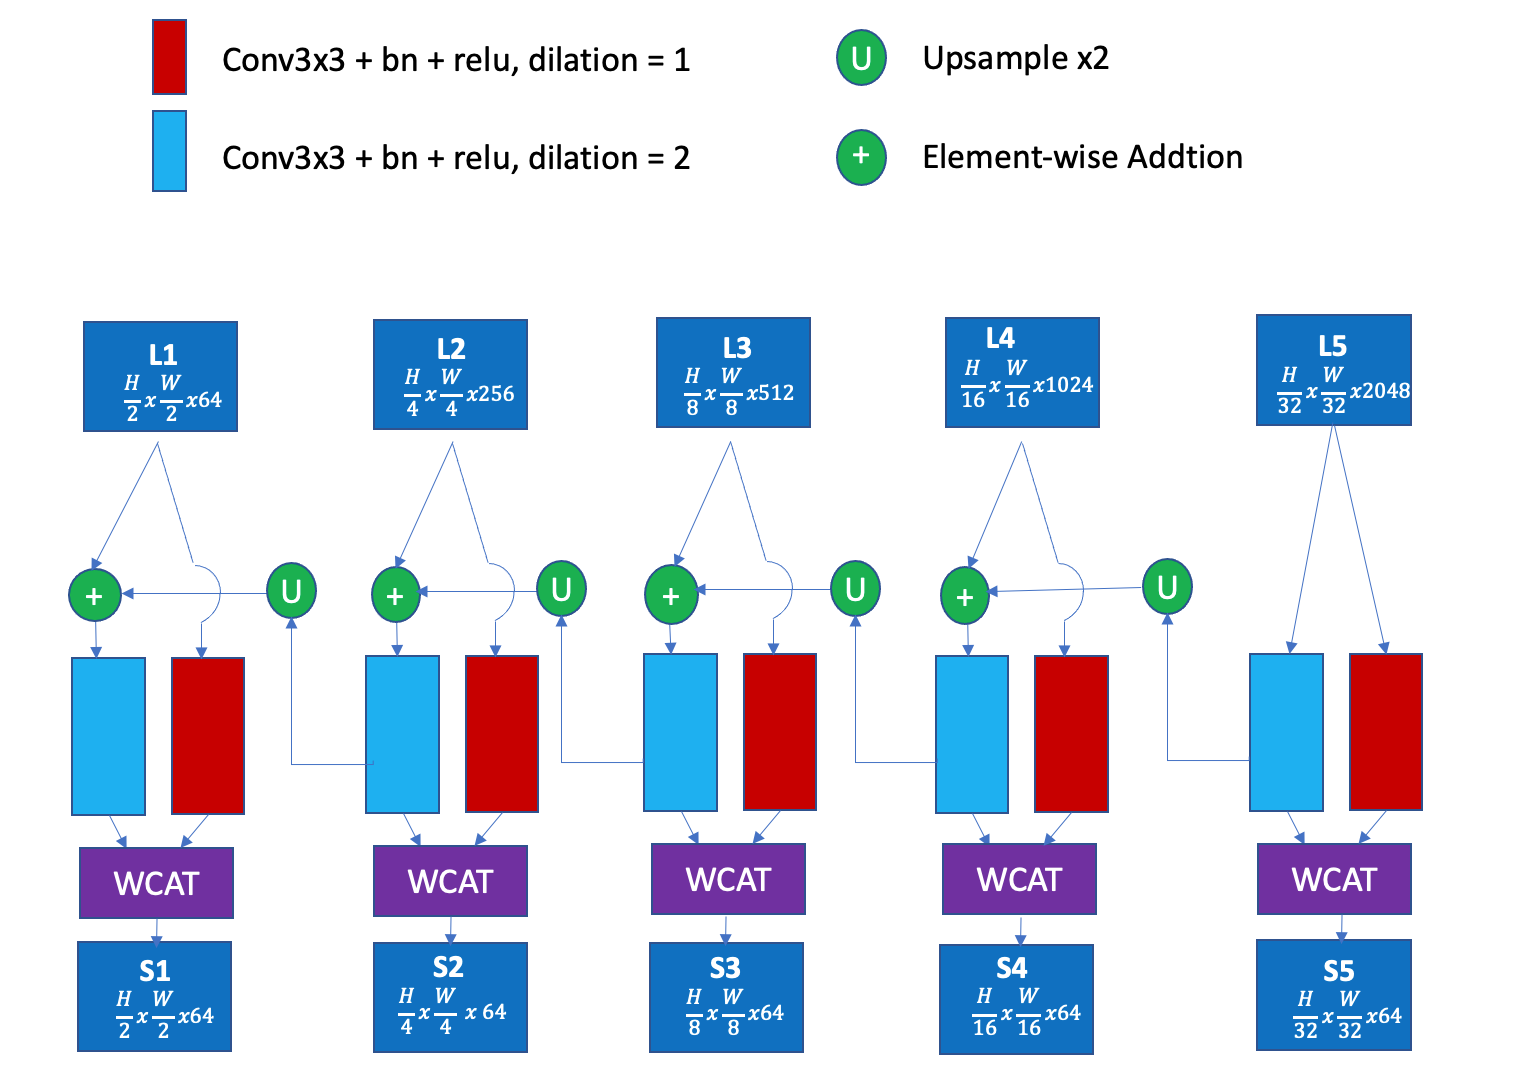 Conv3x3 + bn + relu, dilation = 1
U
Upsample x2
Conv3x3 + bn + relu, dilation = 2
+
Element-wise Addtion
L1
H/2 x W/2 x64
L2
H/4 x W/4 x256
L3
H/8 x W/8 x512
L4
H/16 x W/16 x1024
L5
H/32 x W/32 x2048
+
U
+
U
+
U
+
U
WCAT
WCAT
WCAT
WCAT
WCAT
S1
H/2 x W/2 x64
S2
H/4 x W/4 x 64
S3
H/8 x W/8 x64
S4
H/16 x W/16 x64
S5
H/32 x W/32 x64